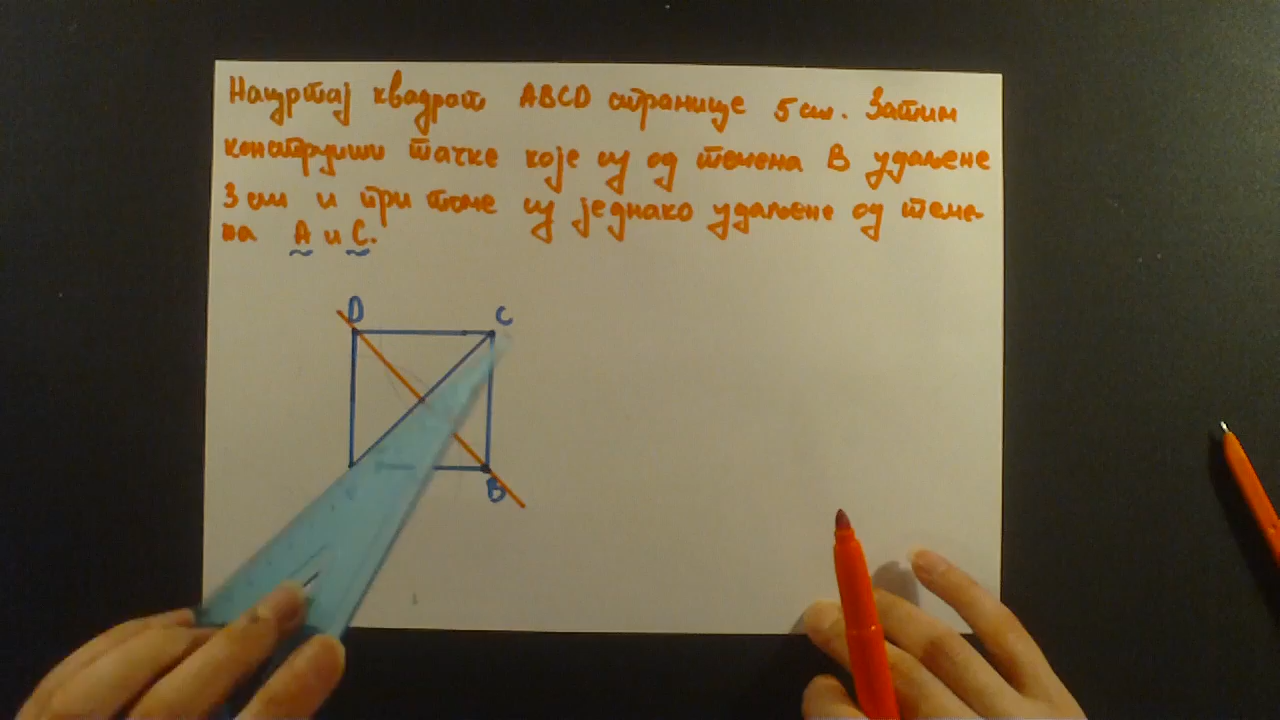 Нацртај квадрат ABCD странице 5 cm. Затим
конструиши тачке које су од темена B удаљене
3 cm и при томе су једнако удаљене од теме-
на A и C.
D
C
B